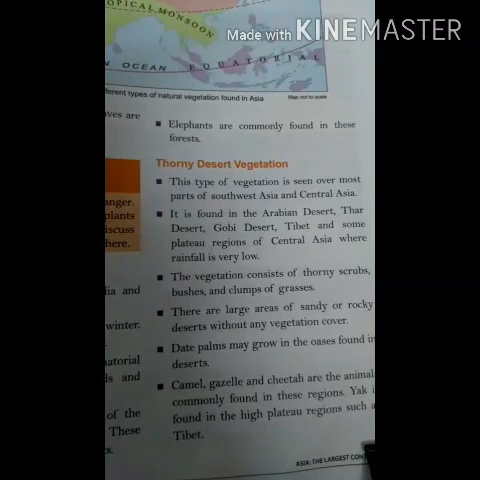 Made with KINEMASTER
OPICAL MONSOON
N OCEAN
EQUATORIAL
ferent types of natural vegetation found in Asia
Map not to scale
ves are
Elephants are commonly found in these
forests.
Thorny Desert Vegetation
This type of vegetation is seen over most
parts of southwest Asia and Central Asia.
It is found in the Arabian Desert, Thar
Desert, Gobi Desert, Tibet and some
plateau regions of Central Asia where
rainfall is very low.
The vegetation consists of thorny scrubs,
bushes, and clumps of grasses.
There are large areas of sandy or rocky
deserts without any vegetation cover.
Date palms may grow in the oases found in
deserts.
Camel, gazelle and cheetah are the animal
commonly found in these regions. Yak i
found in the high plateau regions such a
Tibet.
anger.
plants
iscuss
here.
ia and
winter.
atorial
ls and
of the
These
s.
ASIA: THE LARGEST CONT